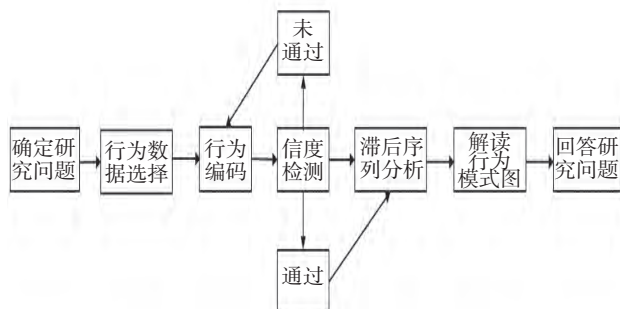 未
通过
确定研
究问题
行为数
据选择
行为
编码
信度
检测
滞后序
列分析
解读
行为
模式图
回答研
究问题
通过